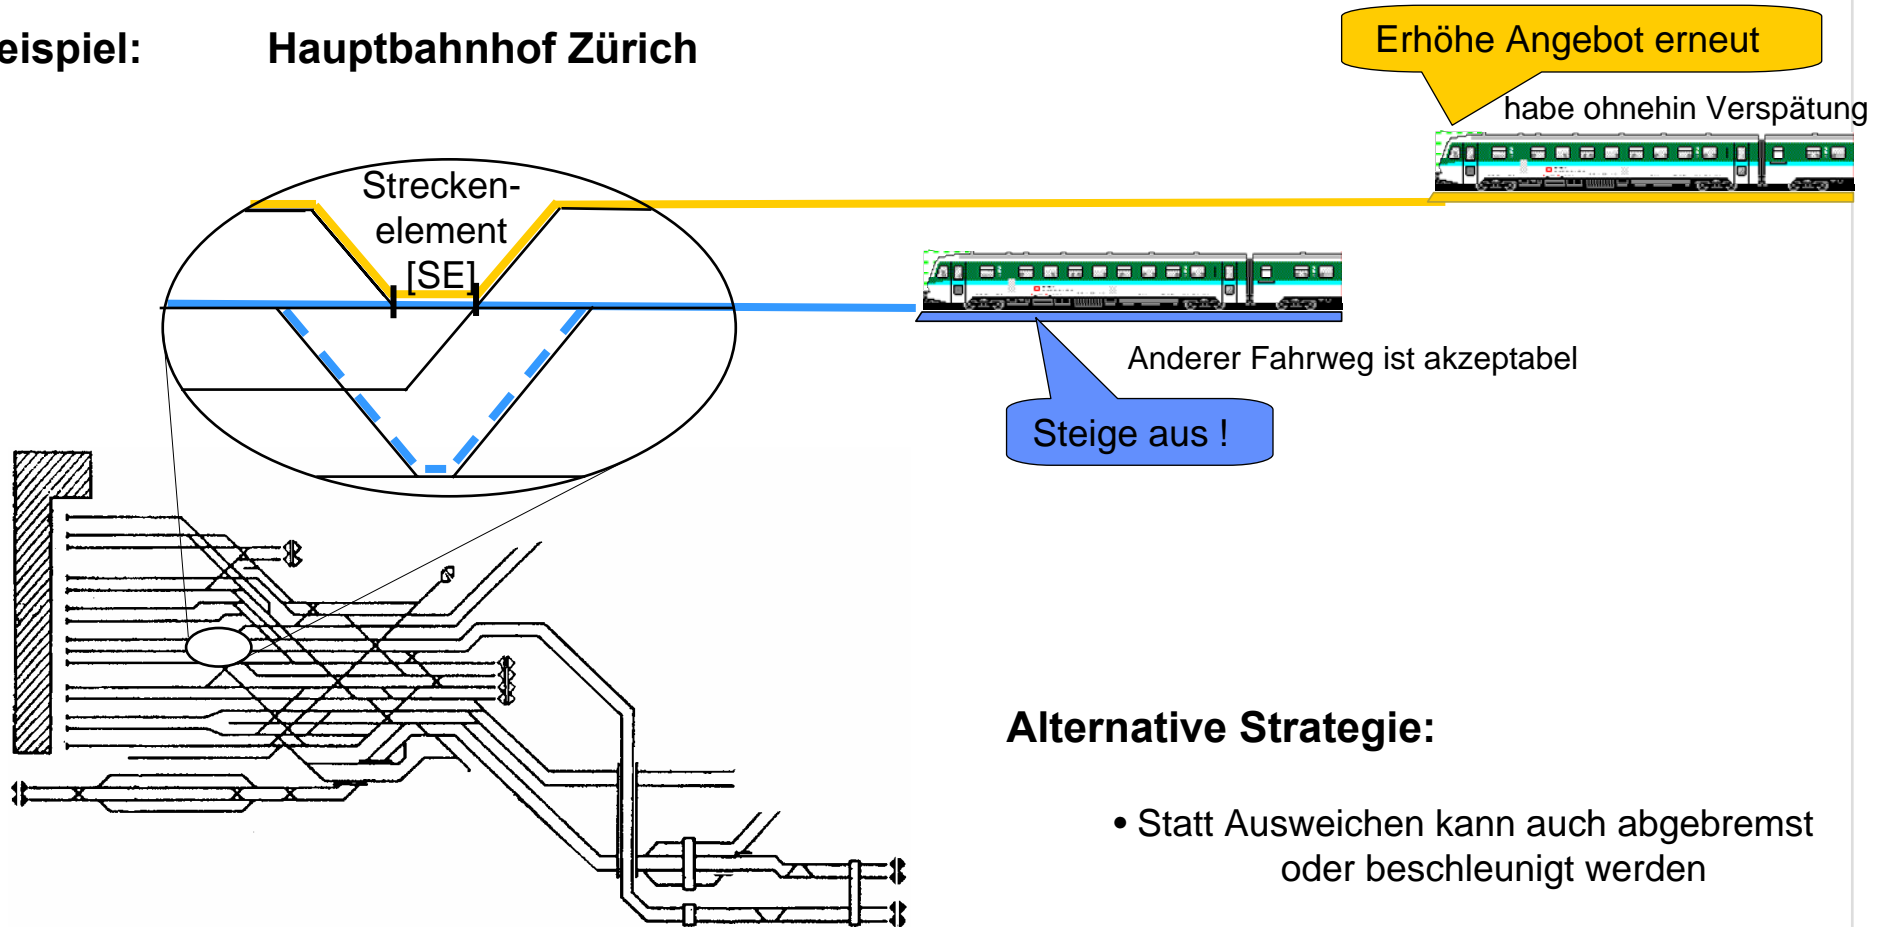 eispiel: Hauptbahnhof Zürich
Erhöhe Angebot erneut
habe ohnehin Verspätung
Strecken-
element
[SE]
Anderer Fahrweg ist akzeptabel
Steige aus !
Alternative Strategie:
• Statt Ausweichen kann auch abgebremst
oder beschleunigt werden